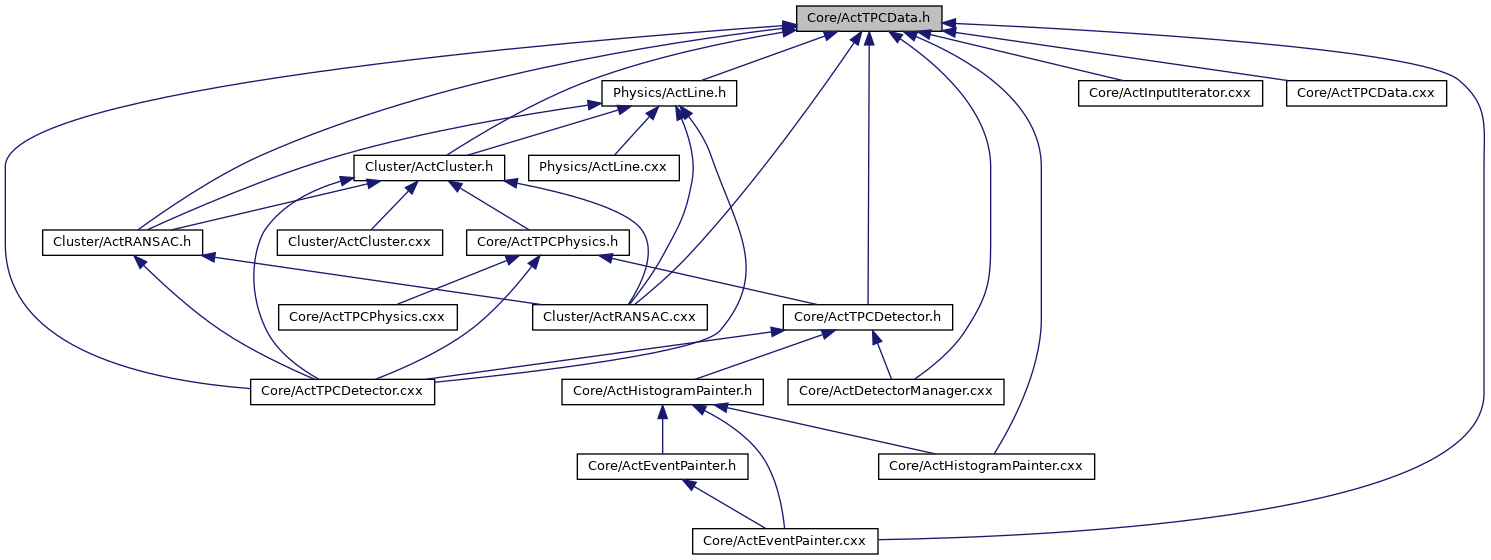 Core/ActTPCData.h
Physics/ActLine.h
Core/ActInputIterator.cxx
Core/ActTPCData.cxx
Cluster/ActCluster.h
Physics/ActLine.cxx
Cluster/ActRANSAC.h
Cluster/ActCluster.cxx
Core/ActTPCPhysics.h
Core/ActTPCPhysics.cxx
Cluster/ActRANSAC.cxx
Core/ActTPCDetector.h
Core/ActTPCDetector.cxx
Core/ActHistogramPainter.h
Core/ActDetectorManager.cxx
Core/ActEventPainter.h
Core/ActHistogramPainter.cxx
Core/ActEventPainter.cxx